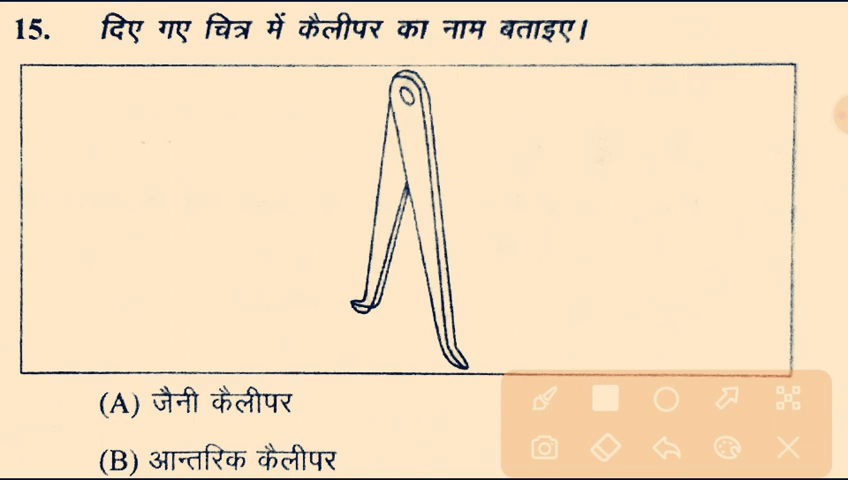 15. दिए गए चित्र में कैलीपर का नाम बताइए।
(A) जैनी कैलीपर
(B) आन्तरिक कैलीपर